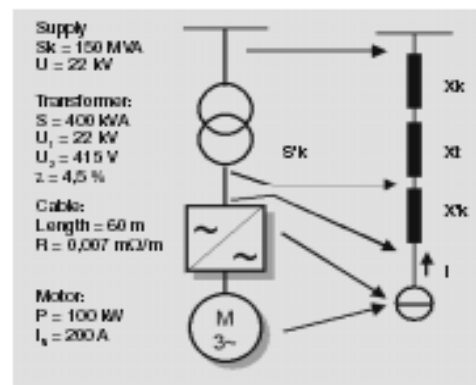 Supply
Sk = 150 MVA
U = 22 kV
Transformer:
S = 400 kVA
U₁ = 22 kV
U₂ = 415 V
z = 4,5 %
Cable:
Length = 60 m
R = 0,007 mΩ/m
Motor:
P = 100 kW
Iₙ = 200 A
S'k
M
3~
Xk
Xt
X'k
I